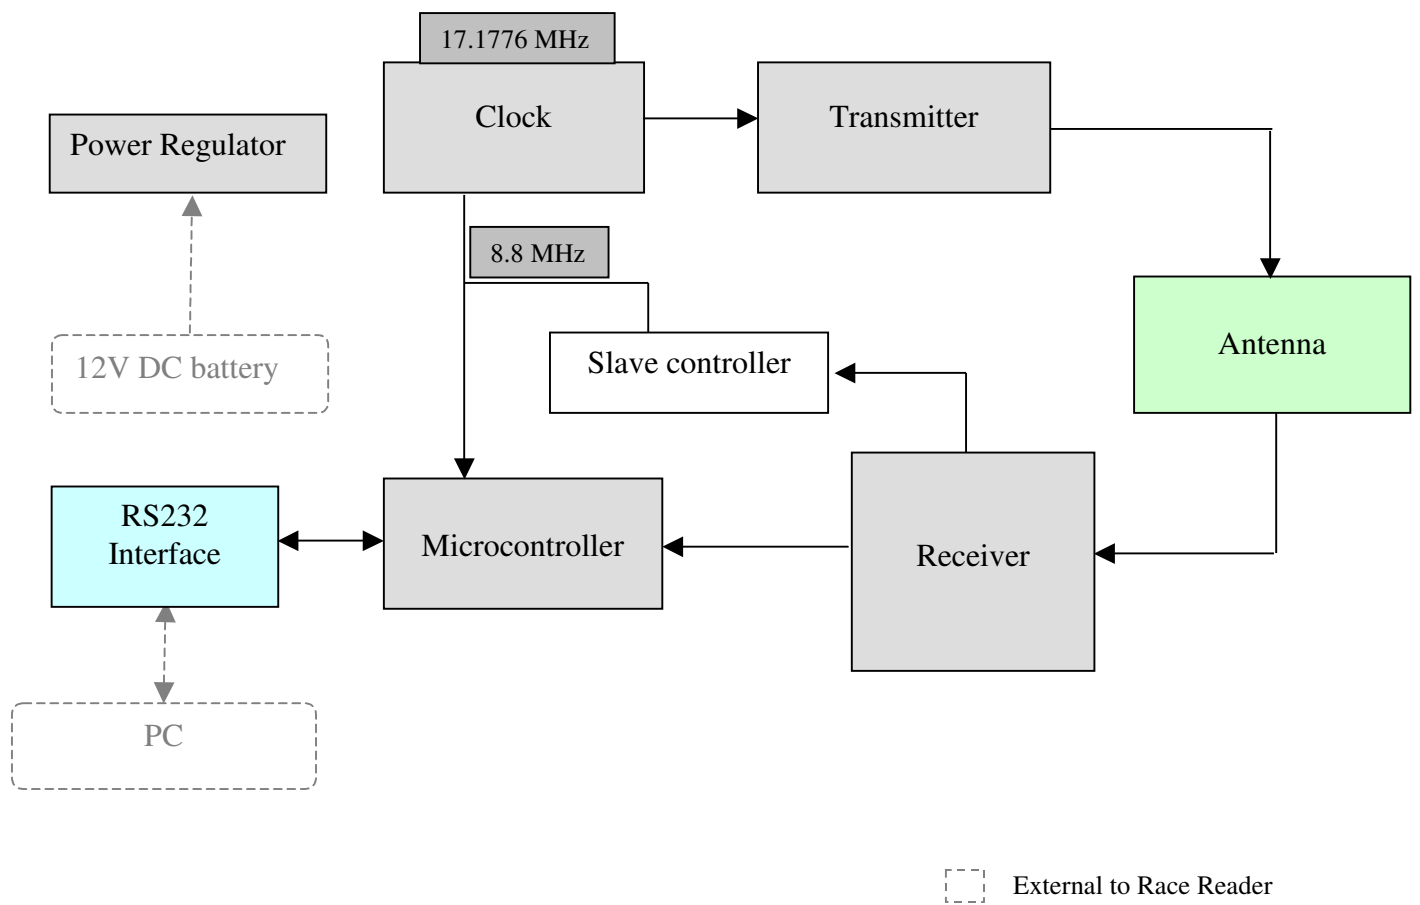 17.1776 MHz
Clock
Transmitter
Power Regulator
8.8 MHz
Slave controller
Antenna
12V DC battery
RS232
Interface
Microcontroller
Receiver
PC
External to Race Reader